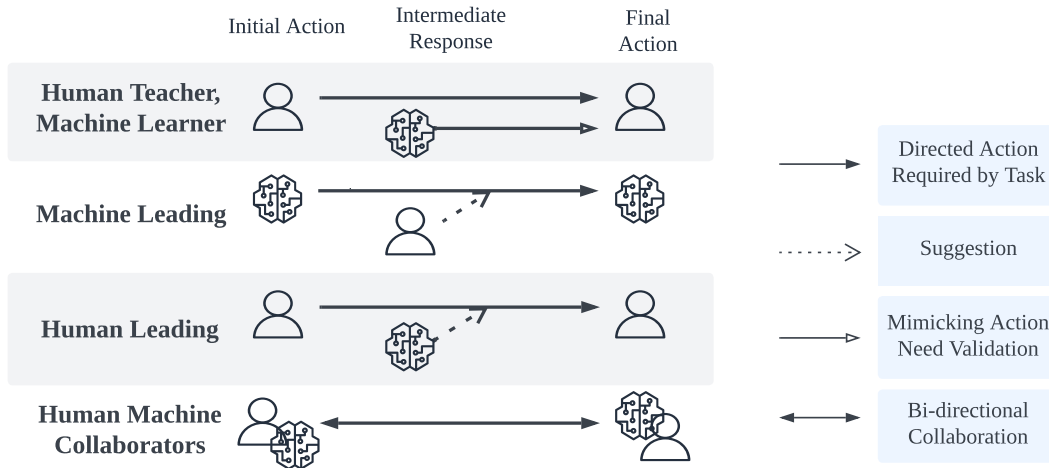 Initial Action
Intermediate
Response
Final
Action
Human Teacher,
Machine Learner
Machine Leading
Human Leading
Human Machine
Collaborators
Directed Action
Required by Task
Suggestion
Mimicking Action
Need Validation
Bi-directional
Collaboration